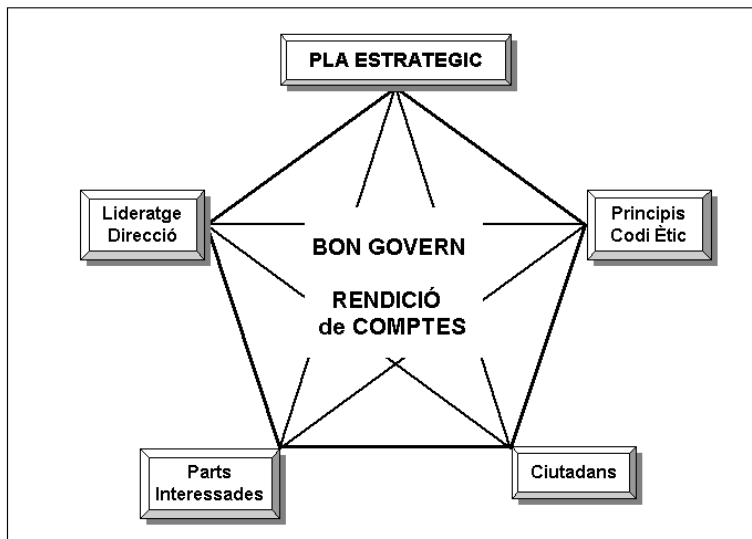 PLA ESTRATEGIC
Lideratge
Direcció
Principis
Codi Ètic
BON GOVERN
RENDICIÓ
de COMPTES
Parts
Interessades
Ciutadans